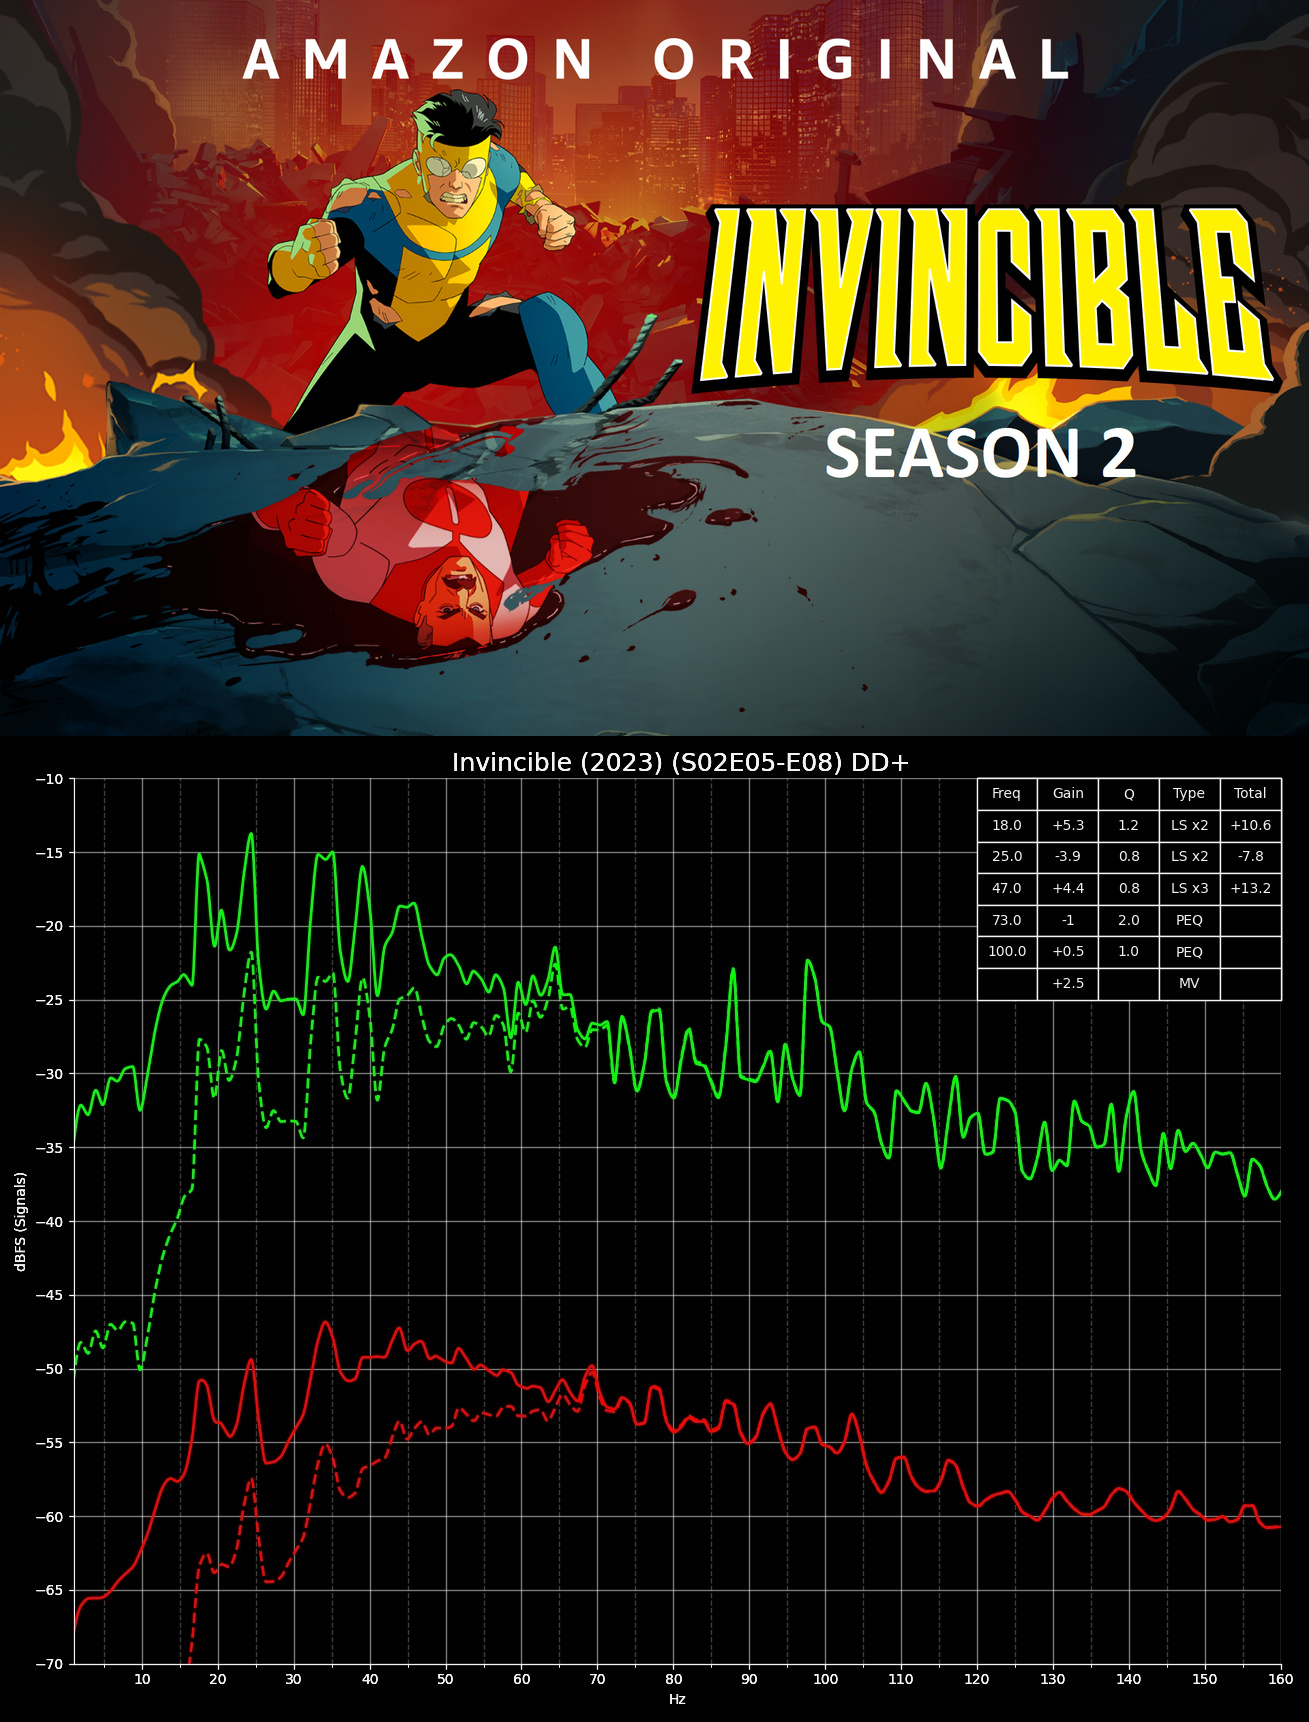 AMAZON ORIGINAL
INVINCIBLE
SEASON 2
Invincible (2023) (S02E05-E08) DD+
Freq Gain Q Type Total
18.0 +5.3 1.2 LS x2 +10.6
25.0 -3.9 0.8 LS x2 -7.8
47.0 +4.4 0.8 LS x3 +13.2
73.0 -1 2.0 PEQ
100.0 +0.5 1.0 PEQ
+2.5 MV
−10
−15
−20
−25
−30
−35
−40
−45
−50
−55
−60
−65
−70
dBFS (Signals)
10 20 30 40 50 60 70 80 90 100 110 120 130 140 150 160
Hz